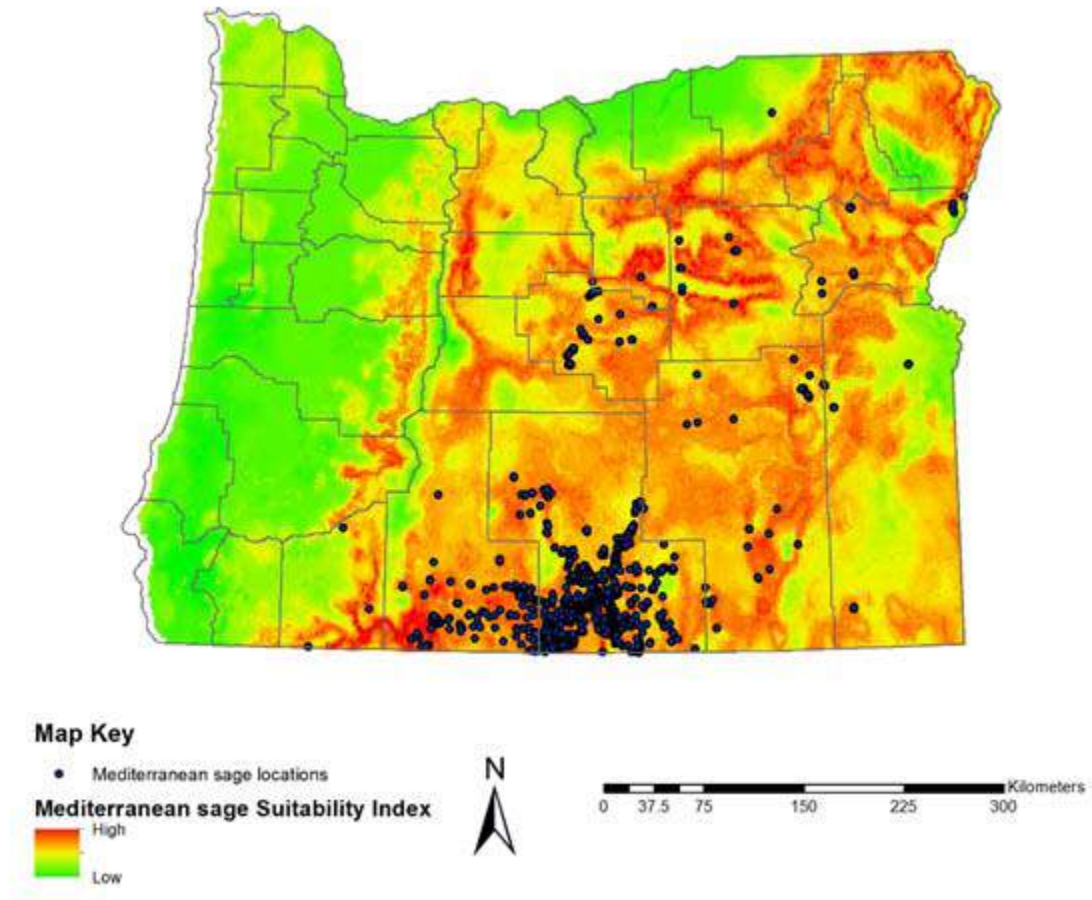 Map Key
Mediterranean sage locations
Mediterranean sage Suitability Index
High
Low
N
Kilometers
0 37.5 75 150 225 300